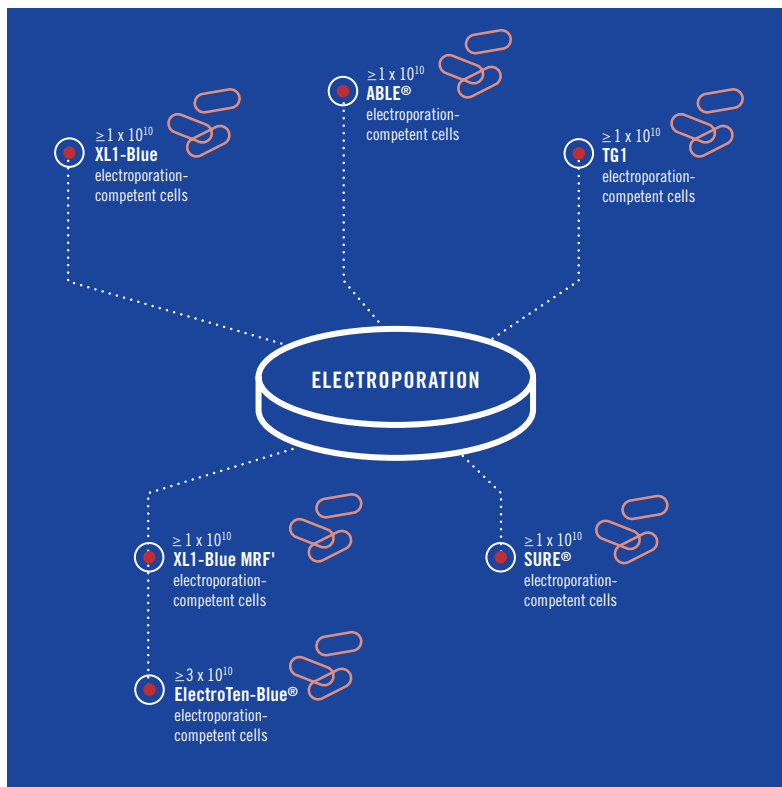 ≥1 x 10¹⁰
ABLE®
electroporation-
competent cells
≥1 x 10¹⁰
XL1-Blue
electroporation-
competent cells
≥1 x 10¹⁰
TG1
electroporation-
competent cells
ELECTROPORATION
≥1 x 10¹⁰
XL1-Blue MRF'
electroporation-
competent cells
≥1 x 10¹⁰
SURE®
electroporation-
competent cells
≥3 x 10¹⁰
ElectroTen-Blue®
electroporation-
competent cells